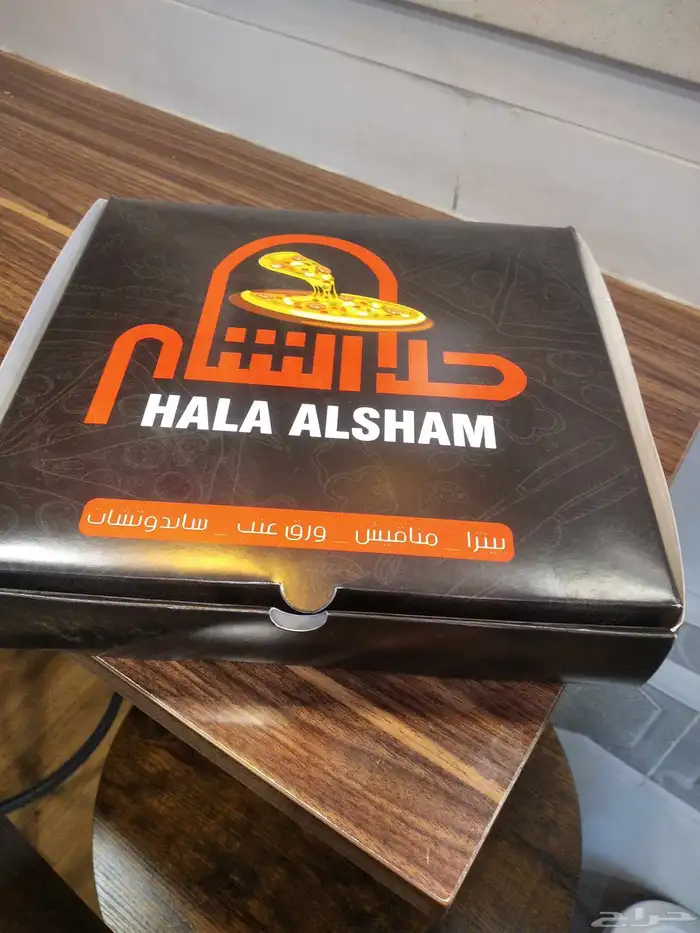 حلا الشام
HALA ALSHAM
بيتزا _ مناقيش _ ورق عنب _ ساندوتشات
حراج